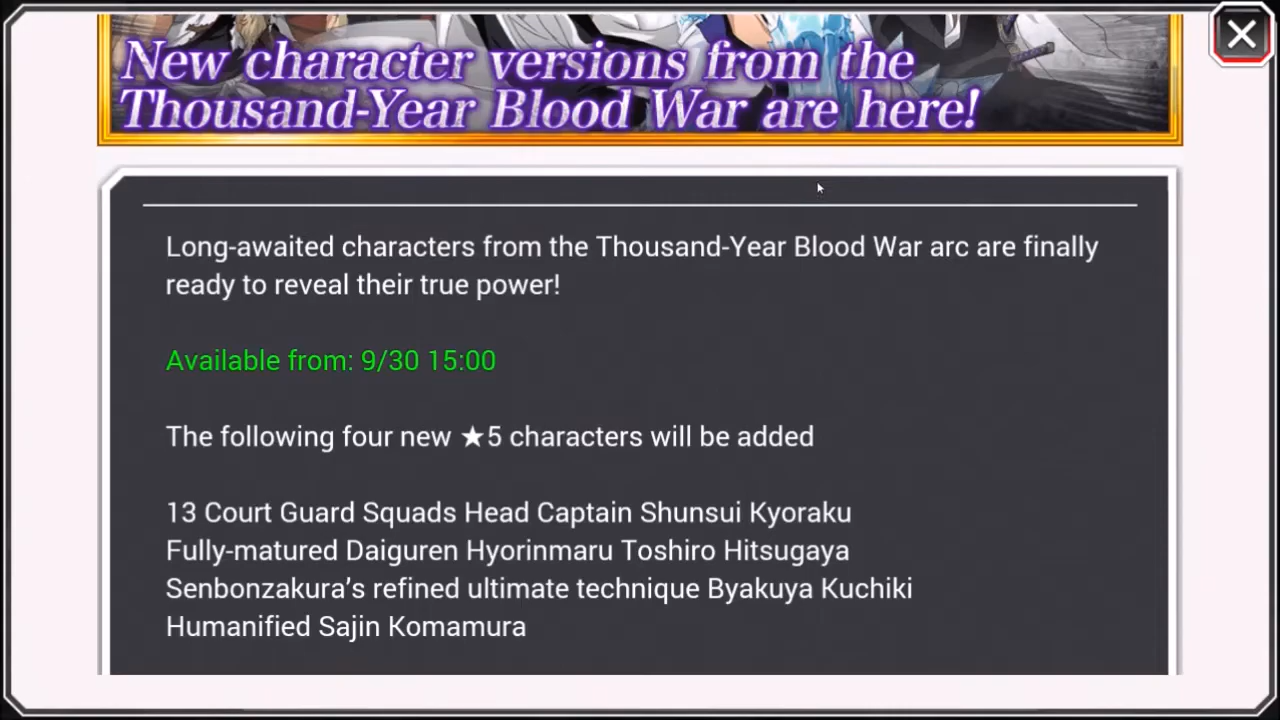 New character versions from the
Thousand-Year Blood War are here!
Long-awaited characters from the Thousand-Year Blood War arc are finally
ready to reveal their true power!
Available from: 9/30 15:00
The following four new ★5 characters will be added
13 Court Guard Squads Head Captain Shunsui Kyoraku
Fully-matured Daiguren Hyorinmaru Toshiro Hitsugaya
Senbonzakura's refined ultimate technique Byakuya Kuchiki
Humanified Sajin Komamura